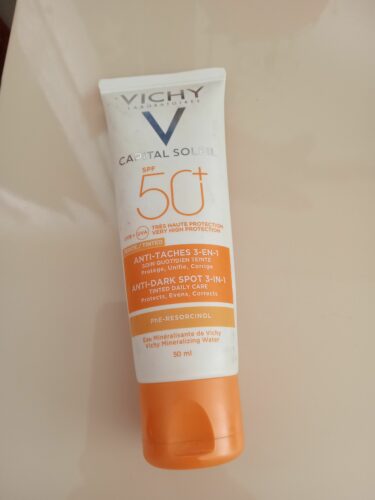 VICHY
LABORATOIRES
CAPITAL SOLEIL
SPF
50+
UVB + UVA
TRÈS HAUTE PROTECTION
VERY HIGH PROTECTION
TEINTÉ/TINTED
ANTI-TACHES 3-EN-1
SOIN QUOTIDIEN TEINTÉ
Protège, Unifie, Corrige
ANTI-DARK SPOT 3-IN-1
TINTED DAILY CARE
Protects, Evens, Corrects
PHE-RESORCINOL
Eau Minéralisante de Vichy
Vichy Mineralizing Water
50 ml